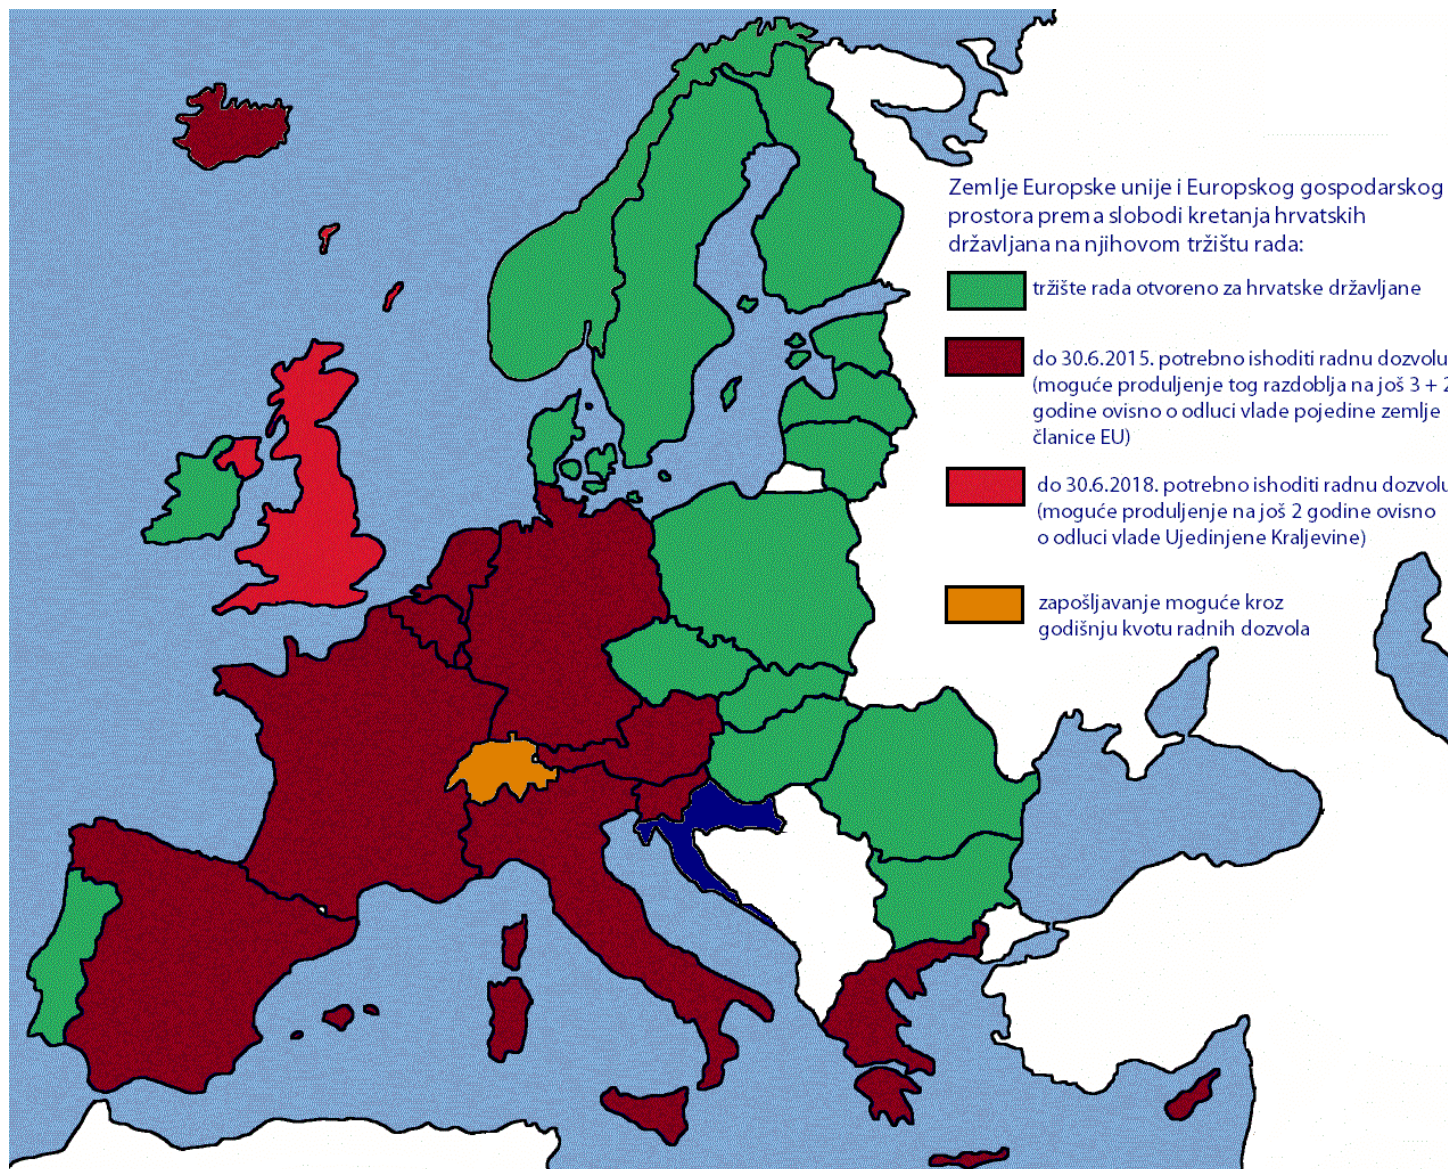 Zemlje Europske unije i Europskog gospodarskog
prostora prema slobodi kretanja hrvatskih
državljana na njihovom tržištu rada:
tržište rada otvoreno za hrvatske državljane
do 30.6.2015. potrebno ishoditi radnu dozvolu
(moguće produljenje tog razdoblja na još 3 + 2
godine ovisno o odluci vlade pojedine zemlje
članice EU)
do 30.6.2018. potrebno ishoditi radnu dozvolu
(moguće produljenje na još 2 godine ovisno
o odluci vlade Ujedinjene Kraljevine)
zapošljavanje moguće kroz
godišnju kvotu radnih dozvola